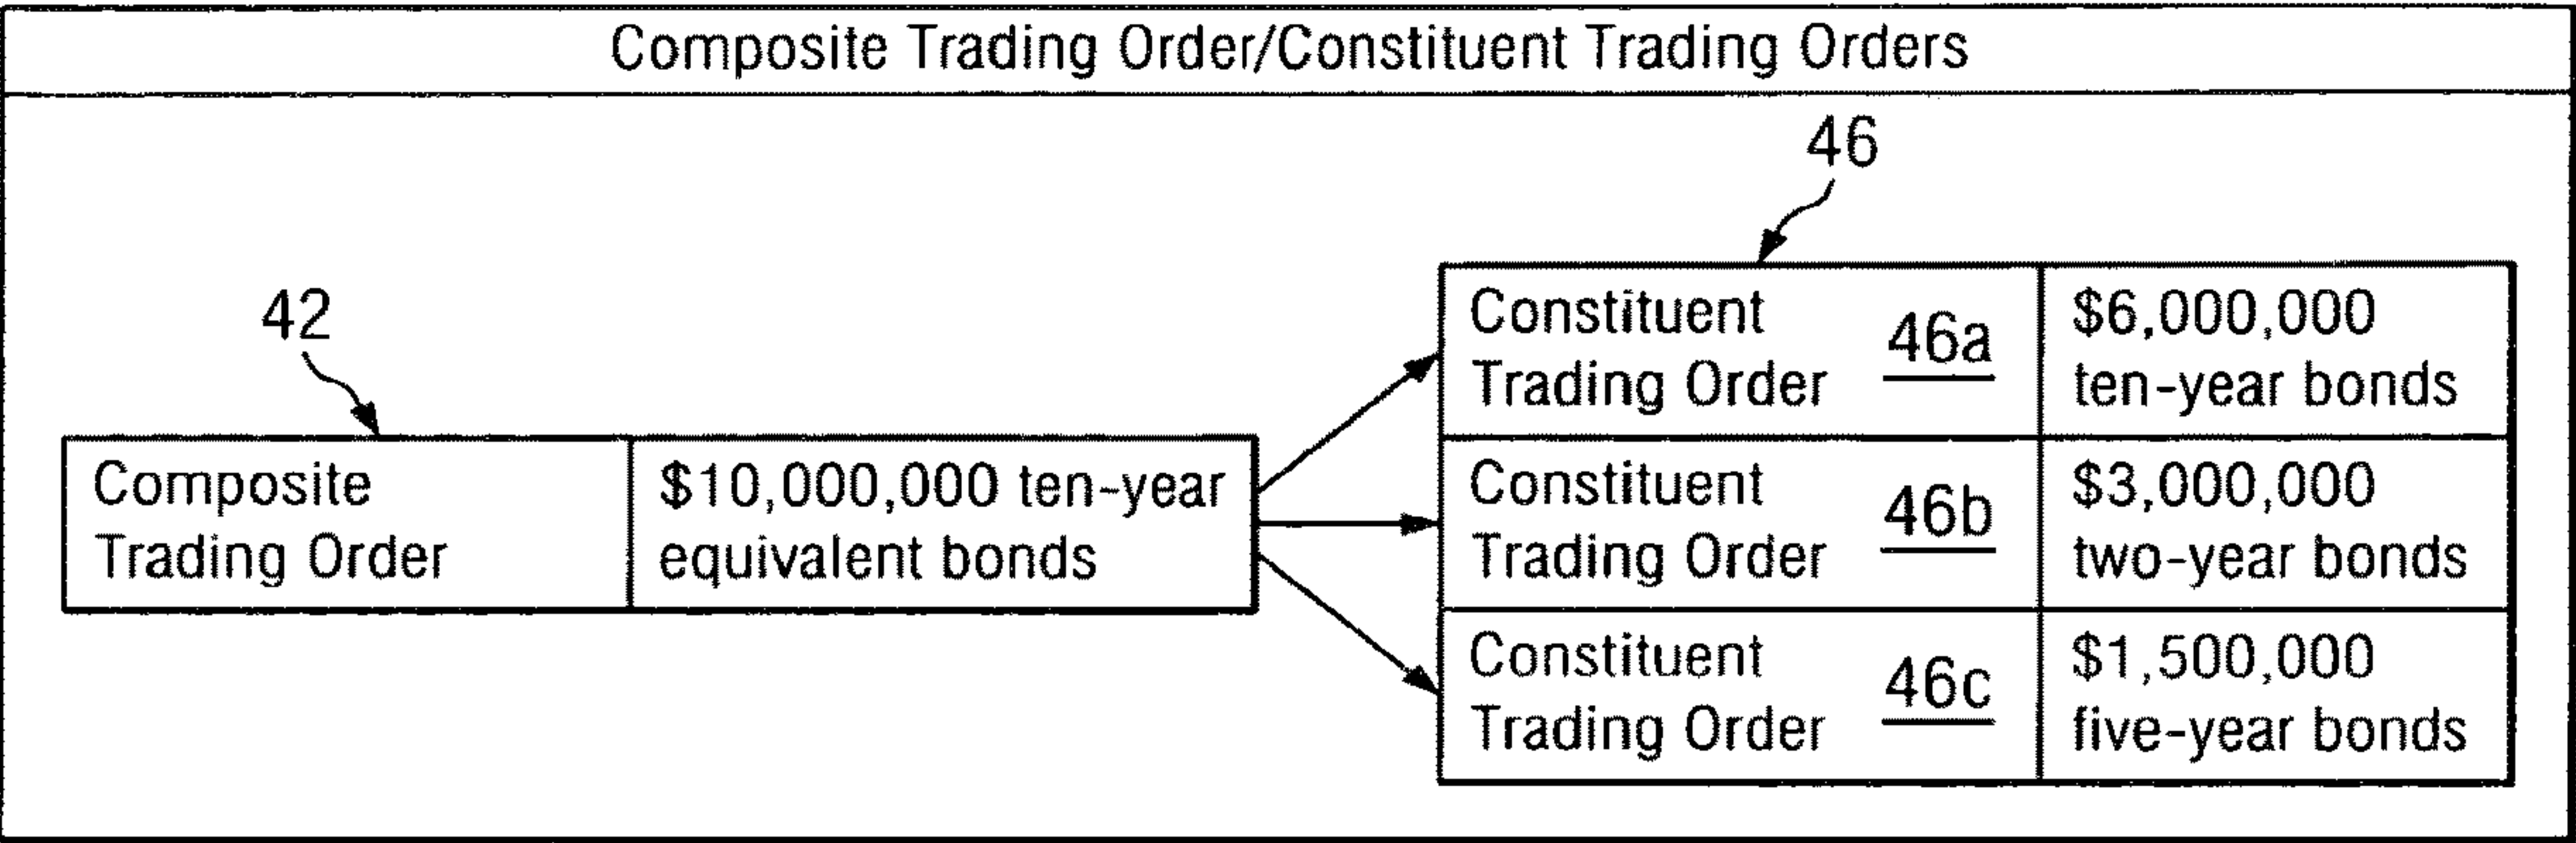 Composite Trading Order/Constituent Trading Orders
46
42
Constituent
Trading Order
46a
$6,000,000
ten-year bonds
Composite
Trading Order
$10,000,000 ten-year
equivalent bonds
Constituent
Trading Order
46b
$3,000,000
two-year bonds
Constituent
Trading Order
46c
$1,500,000
five-year bonds